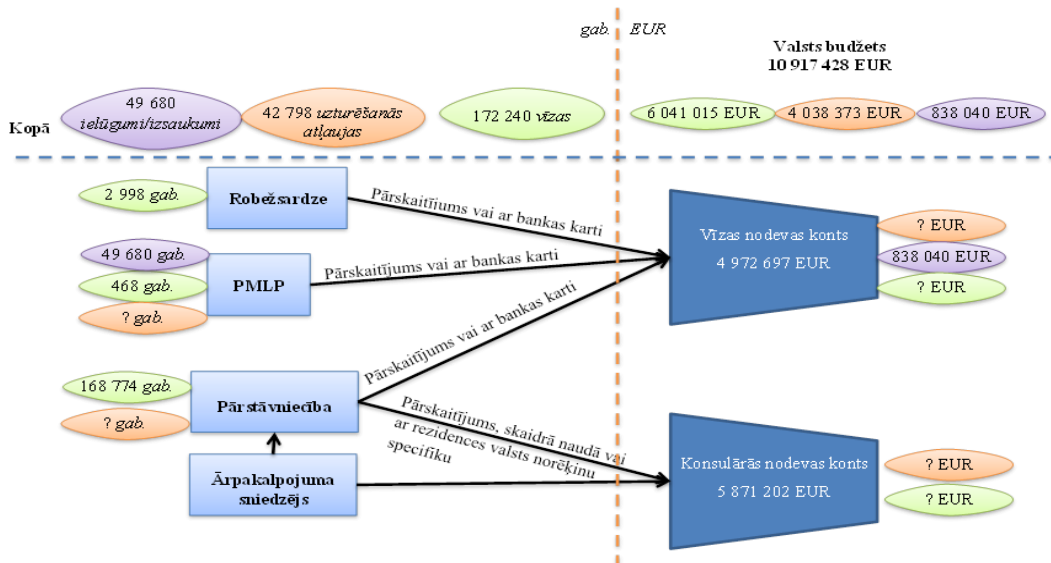 gab.
EUR
Valsts budžets
10 917 428 EUR
Kopā
49 680
ielūgumi/izsaukumi
42 798 uzturēšanās
atļaujas
172 240 vīzas
6 041 015 EUR
4 038 373 EUR
838 040 EUR
2 998 gab.
Robežsardze
Pārskaitījums vai ar bankas karti
49 680 gab.
468 gab.
? gab.
PMLP
Pārskaitījums vai ar bankas karti
Vīzas nodevas konts
4 972 697 EUR
? EUR
838 040 EUR
? EUR
Pārskaitījums vai ar bankas karti
168 774 gab.
? gab.
Pārstāvniecība
Pārskaitījums, skaidrā naudā vai
ar rezidences valsts norēķinu
specifiku
Ārpakalpojuma
sniedzējs
Konsulārās nodevas konts
5 871 202 EUR
? EUR
? EUR